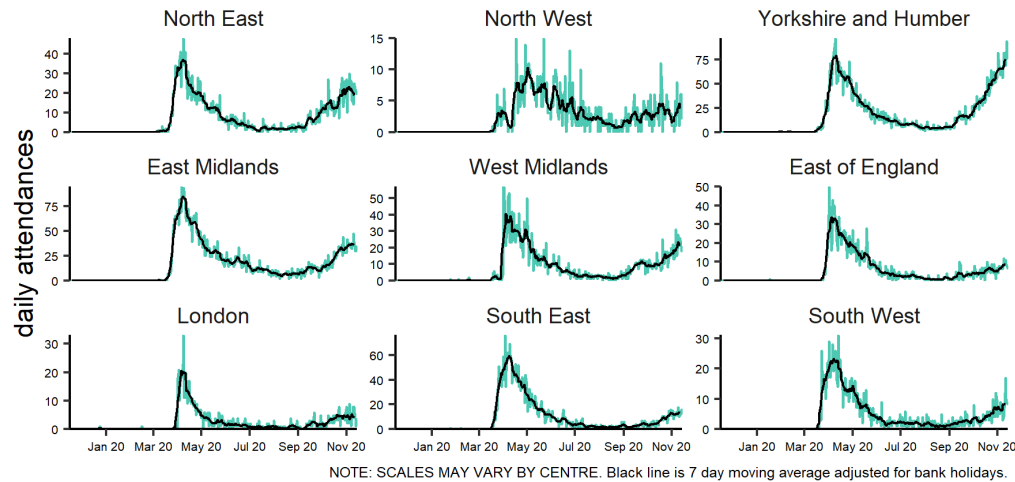 North East
North West
Yorkshire and Humber
40
30
20
10
0
15
10
5
0
75
50
25
0
East Midlands
West Midlands
East of England
75
50
25
0
50
40
30
20
10
0
50
40
30
20
10
0
London
South East
South West
30
20
10
0
60
40
20
0
30
20
10
0
Jan 20 Mar 20 May 20 Jul 20 Sep 20 Nov 20
Jan 20 Mar 20 May 20 Jul 20 Sep 20 Nov 20
Jan 20 Mar 20 May 20 Jul 20 Sep 20 Nov 20
daily attendances
NOTE: SCALES MAY VARY BY CENTRE. Black line is 7 day moving average adjusted for bank holidays.